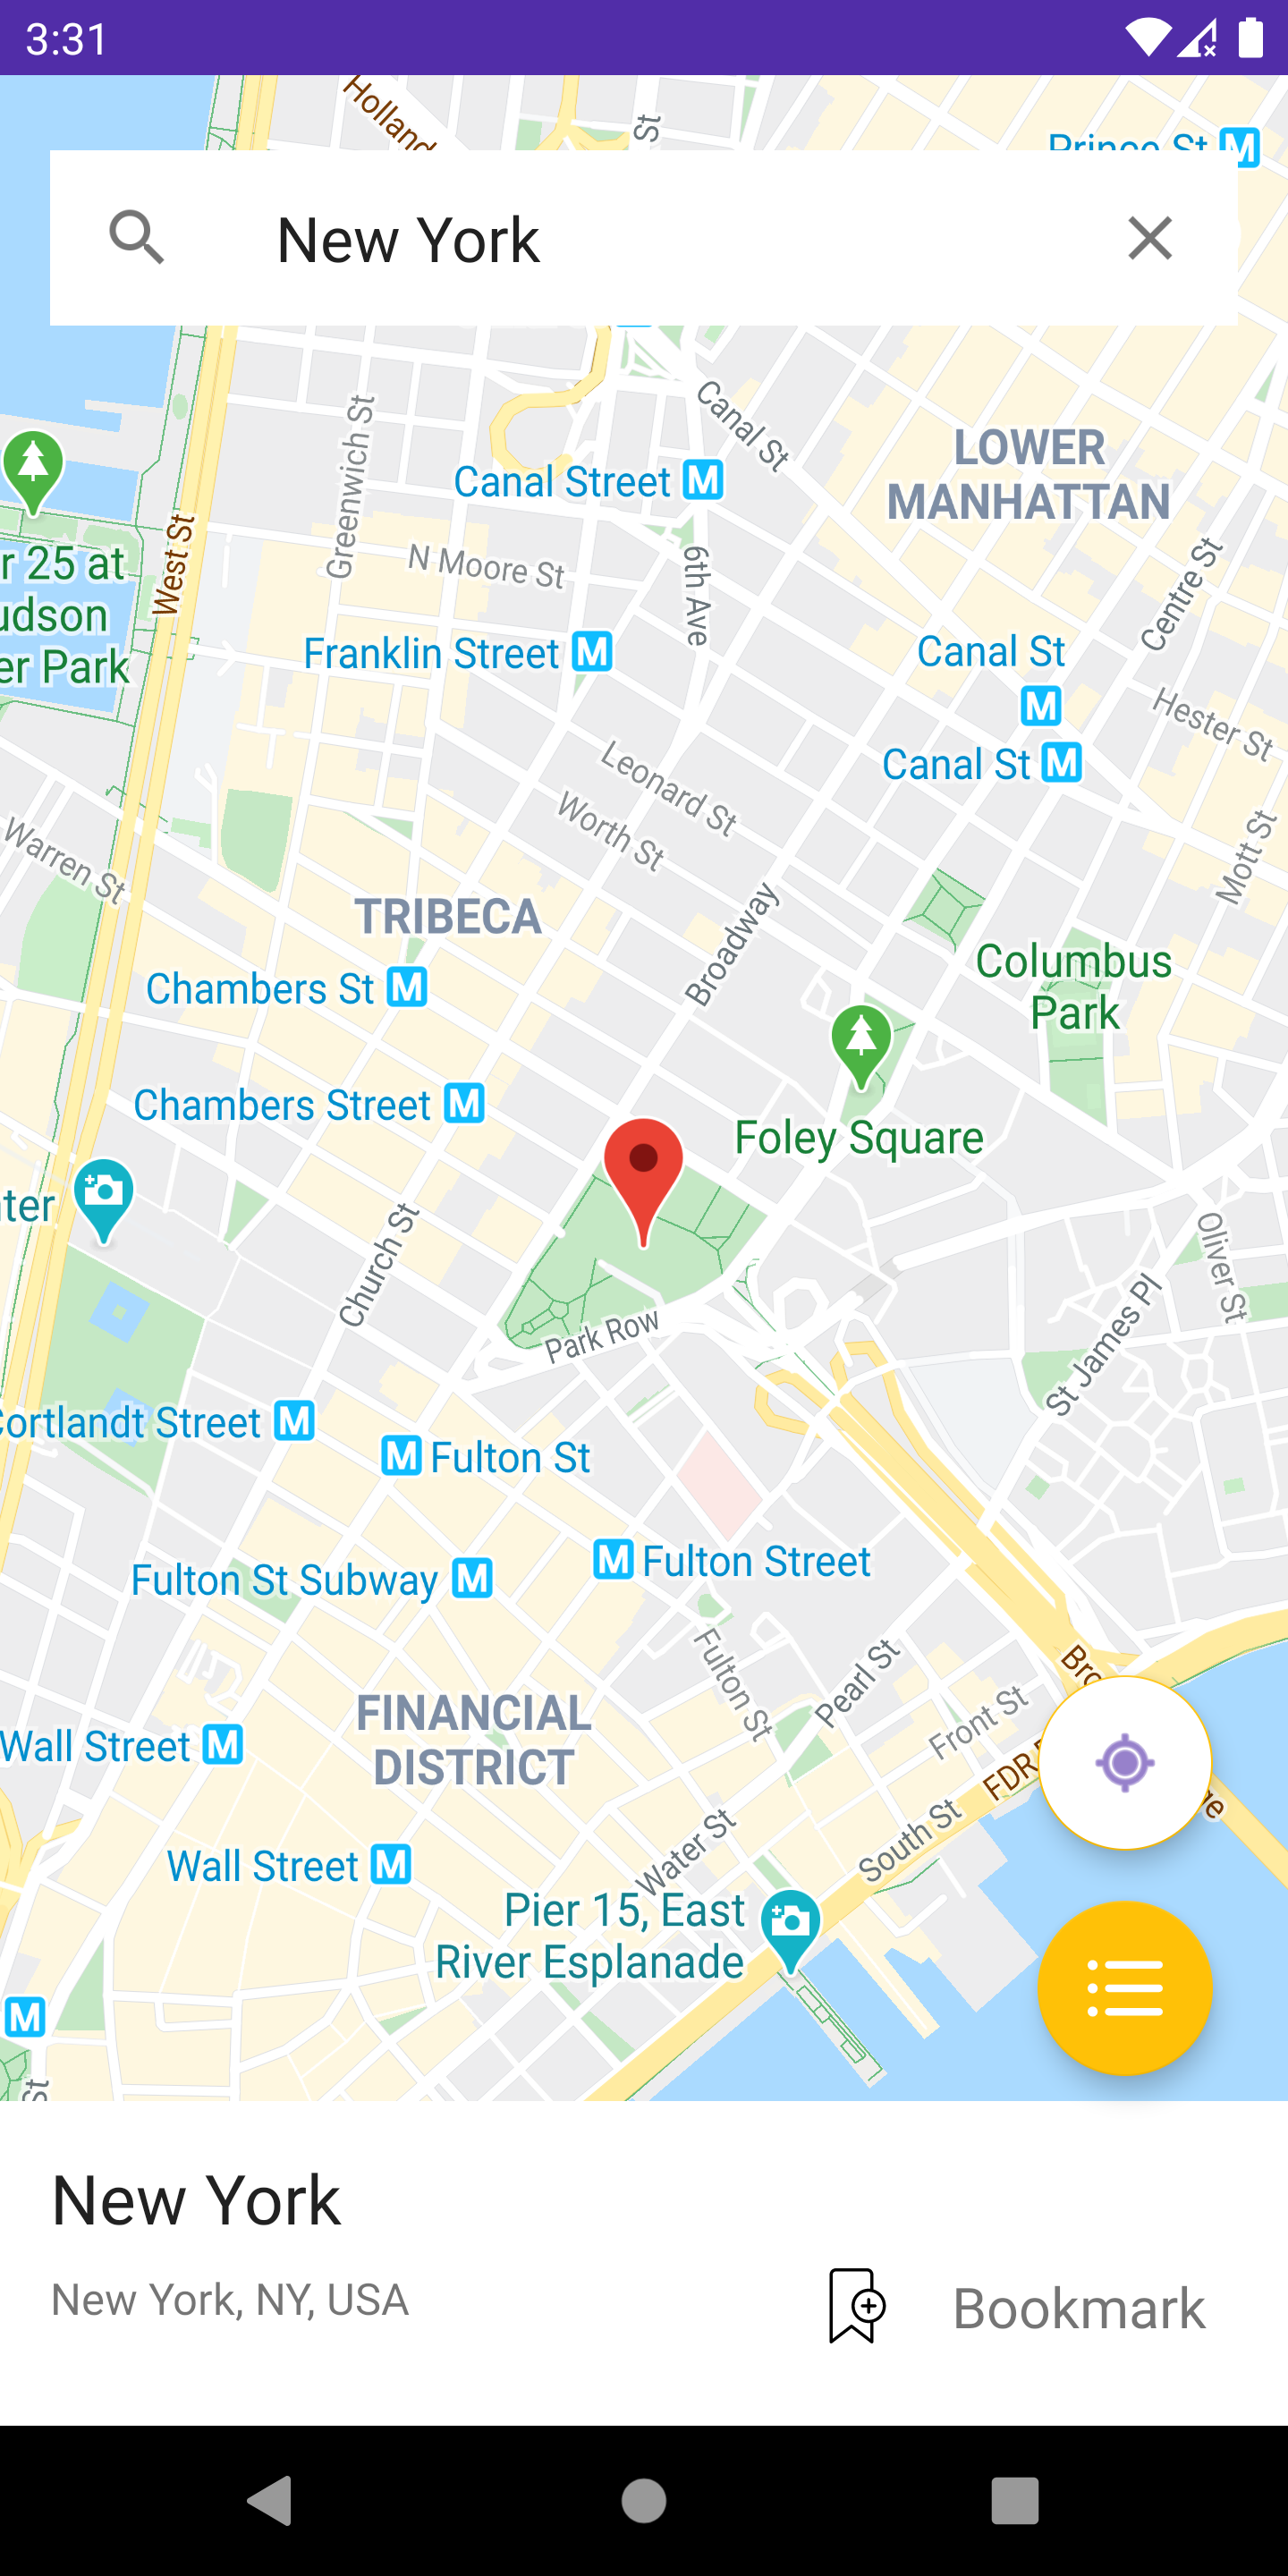 3:31
Holland
St
Prince St
New York
Canal St
Greenwich St
LOWER
MANHATTAN
Canal Street
West St
N Moore St
6th Ave
Centre St
r 25 at
udson
er Park
Franklin Street
Canal St
Hester St
Canal St
Leonard St
Worth St
Warren St
Mott St
TRIBECA
Broadway
Columbus
Park
Chambers St
Chambers Street
Foley Square
nter
Church St
Oliver St
St James Pl
Park Row
Cortlandt Street
Fulton St
Fulton Street
Fulton St Subway
Fulton St
Pearl St
Bro
Front St
FINANCIAL
DISTRICT
Wall Street
FDR
ge
South St
Water St
Wall Street
Pier 15, East
River Esplanade
St
New York
New York, NY, USA
Bookmark